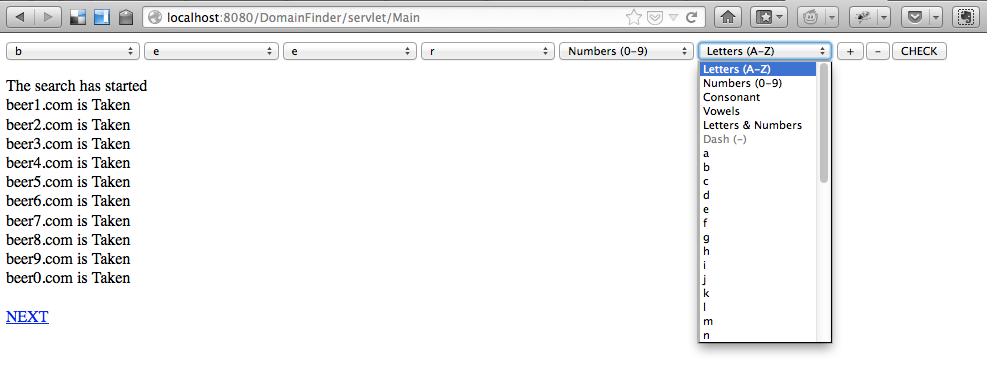 localhost:8080/DomainFinder/servlet/Main
b e e r Numbers (0-9) Letters (A-Z) + - CHECK
The search has started
beer1.com is Taken
beer2.com is Taken
beer3.com is Taken
beer4.com is Taken
beer5.com is Taken
beer6.com is Taken
beer7.com is Taken
beer8.com is Taken
beer9.com is Taken
beer0.com is Taken
NEXT
Letters (A-Z)
Numbers (0-9)
Consonant
Vowels
Letters & Numbers
Dash (-)
a
b
c
d
e
f
g
h
i
j
k
l
m
n